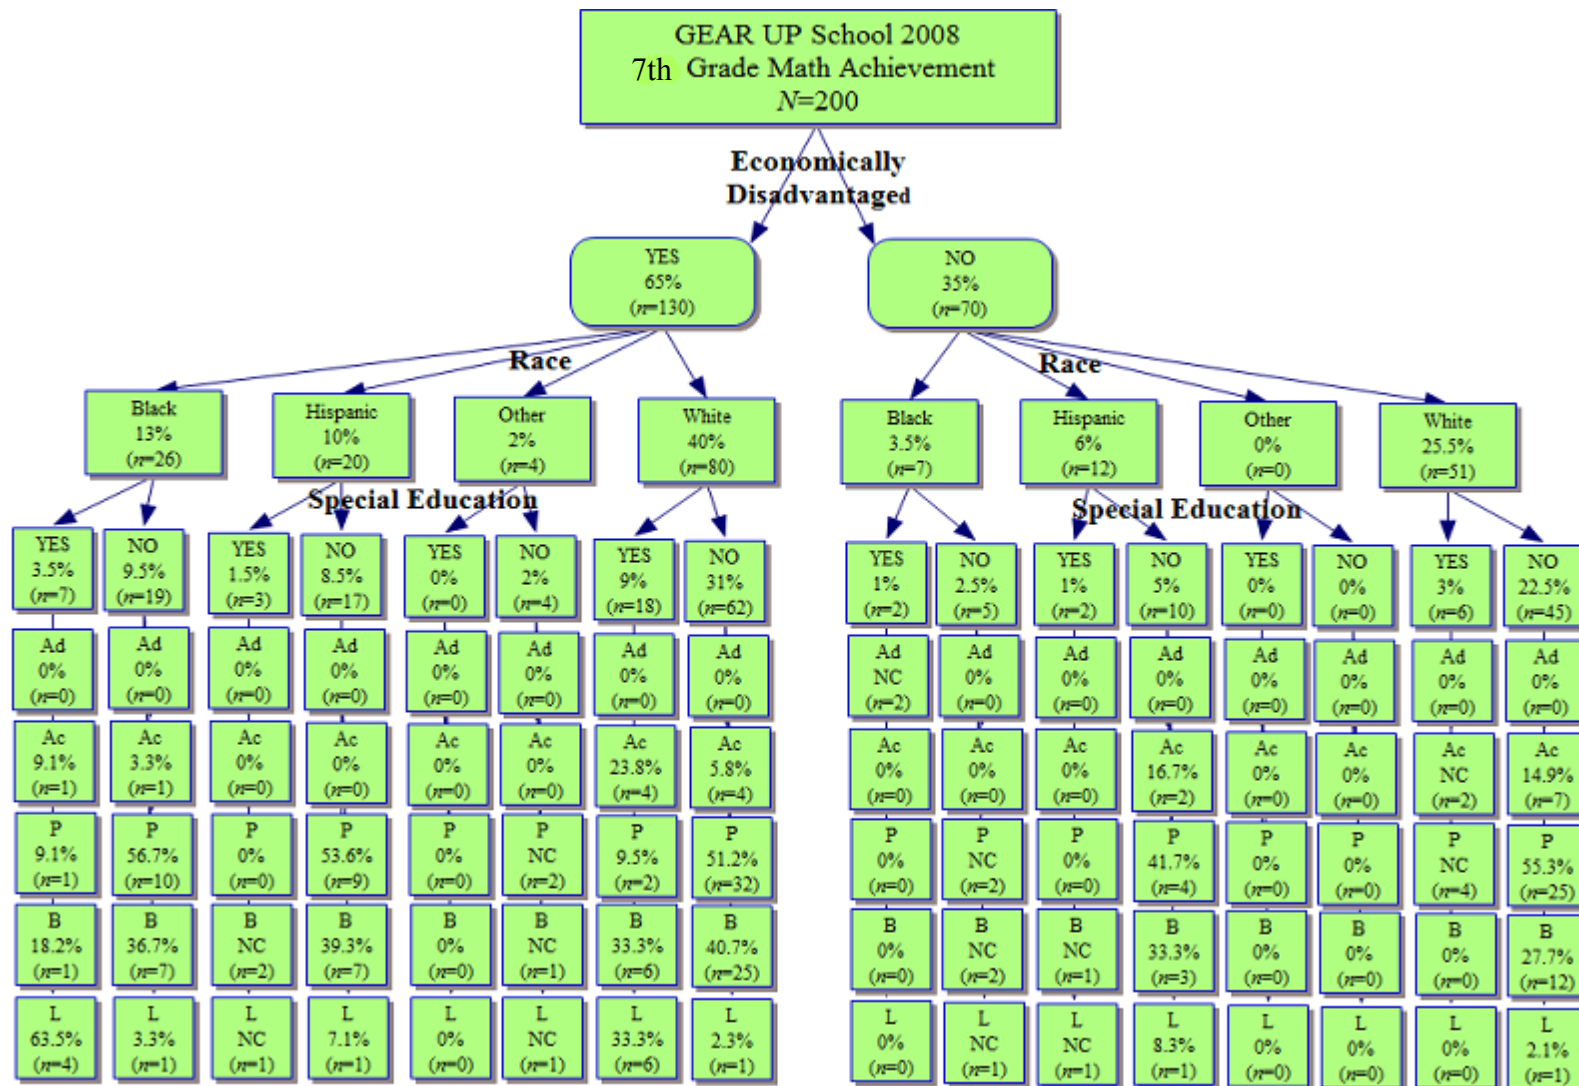 GEAR UP School 2008
7th Grade Math Achievement
N=200
Economically
Disadvantaged
YES
65%
(n=130)
NO
35%
(n=70)
Race
Race
Black
13%
(n=26)
Hispanic
10%
(n=20)
Other
2%
(n=4)
White
40%
(n=80)
Black
3.5%
(n=7)
Hispanic
6%
(n=12)
Other
0%
(n=0)
White
25.5%
(n=51)
Special Education
Special Education
YES
3.5%
(n=7)
NO
9.5%
(n=19)
YES
1.5%
(n=3)
NO
8.5%
(n=17)
YES
0%
(n=0)
NO
2%
(n=4)
YES
9%
(n=18)
NO
31%
(n=62)
YES
1%
(n=2)
NO
2.5%
(n=5)
YES
1%
(n=2)
NO
5%
(n=10)
YES
0%
(n=0)
NO
0%
(n=0)
YES
3%
(n=6)
NO
22.5%
(n=45)
Ad
0%
(n=0)
Ad
0%
(n=0)
Ad
0%
(n=0)
Ad
0%
(n=0)
Ad
0%
(n=0)
Ad
0%
(n=0)
Ad
0%
(n=0)
Ad
0%
(n=0)
Ad
NC
(n=2)
Ad
0%
(n=0)
Ad
0%
(n=0)
Ad
0%
(n=0)
Ad
0%
(n=0)
Ad
0%
(n=0)
Ad
0%
(n=0)
Ad
0%
(n=0)
Ac
9.1%
(n=1)
Ac
3.3%
(n=1)
Ac
0%
(n=0)
Ac
0%
(n=0)
Ac
0%
(n=0)
Ac
0%
(n=0)
Ac
23.8%
(n=4)
Ac
5.8%
(n=4)
Ac
0%
(n=0)
Ac
0%
(n=0)
Ac
0%
(n=0)
Ac
16.7%
(n=2)
Ac
0%
(n=0)
Ac
0%
(n=0)
Ac
NC
(n=2)
Ac
14.9%
(n=7)
P
9.1%
(n=1)
P
56.7%
(n=10)
P
0%
(n=0)
P
53.6%
(n=9)
P
0%
(n=0)
P
NC
(n=2)
P
9.5%
(n=2)
P
51.2%
(n=32)
P
0%
(n=0)
P
NC
(n=2)
P
0%
(n=0)
P
41.7%
(n=4)
P
0%
(n=0)
P
0%
(n=0)
P
NC
(n=4)
P
55.3%
(n=25)
B
18.2%
(n=1)
B
36.7%
(n=7)
B
NC
(n=2)
B
39.3%
(n=7)
B
0%
(n=0)
B
NC
(n=1)
B
33.3%
(n=6)
B
40.7%
(n=25)
B
0%
(n=0)
B
NC
(n=2)
B
NC
(n=1)
B
33.3%
(n=3)
B
0%
(n=0)
B
0%
(n=0)
B
0%
(n=0)
B
27.7%
(n=12)
L
63.5%
(n=4)
L
3.3%
(n=1)
L
NC
(n=1)
L
7.1%
(n=1)
L
0%
(n=0)
L
NC
(n=1)
L
33.3%
(n=6)
L
2.3%
(n=1)
L
0%
(n=0)
L
NC
(n=1)
L
NC
(n=1)
L
8.3%
(n=1)
L
0%
(n=0)
L
0%
(n=0)
L
0%
(n=0)
L
2.1%
(n=1)